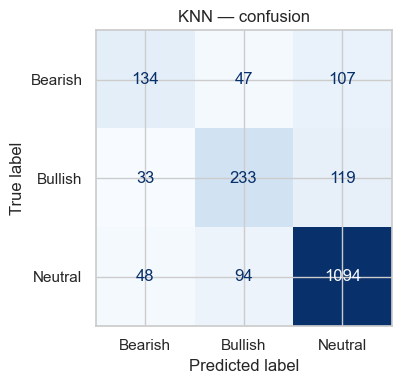 KNN — confusion
True label
Bearish 134 47 107
Bullish 33 233 119
Neutral 48 94 1094
Bearish Bullish Neutral
Predicted label